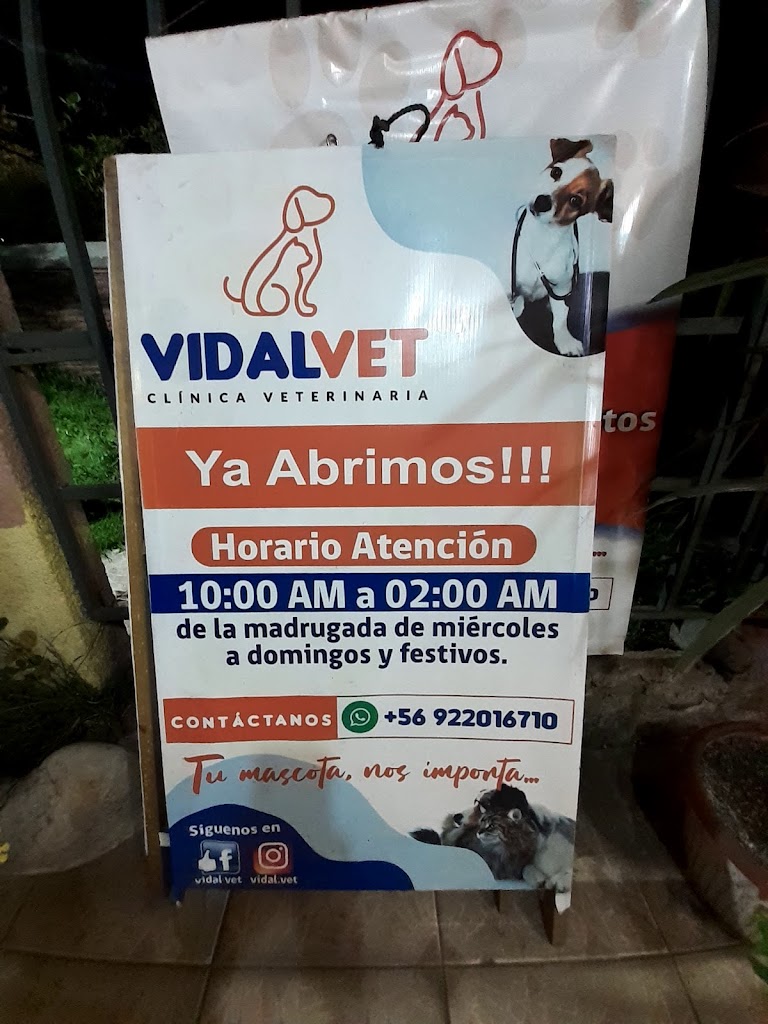 VIDALVET
CLÍNICA VETERINARIA
Ya Abrimos!!!
Horario Atención
10:00 AM a 02:00 AM
de la madrugada de miércoles
a domingos y festivos.
CONTÁCTANOS +56 922016710
Tu mascota, nos importa...
Síguenos en
vidal vet vidal.vet
tos